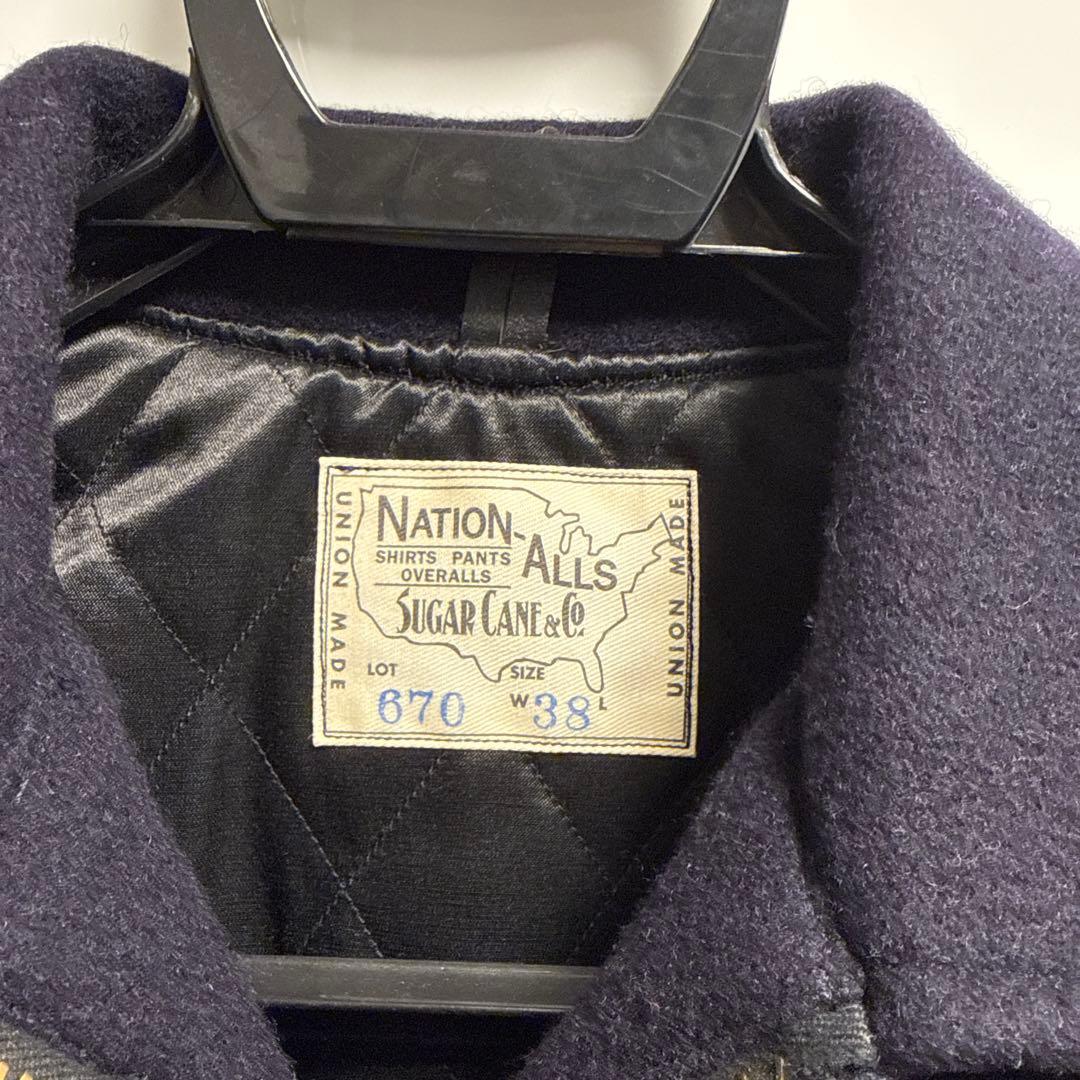 UNION MADE
NATION-ALLS
SHIRTS PANTS
OVERALLS
SUGAR CANE & Co.
LOT 670
SIZE W 38 L
UNION MADE